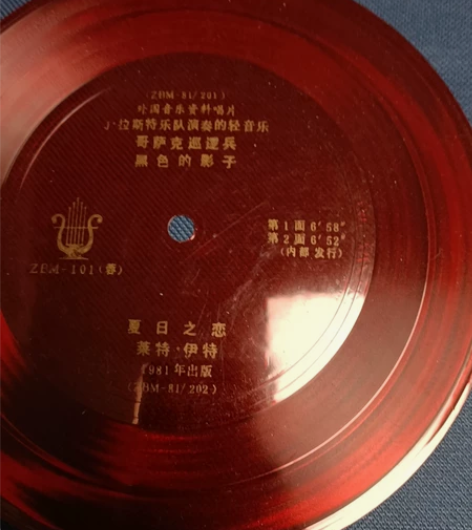 (ZBM-81/201)
外国音乐资料唱片
J·拉斯特乐队演奏的轻音乐
哥萨克巡逻兵
黑色的影子
第1面6′58″
第2面6′52″
(内部发行)
ZBM-101(蓉)
夏日之恋
莱特·伊特
1981年出版
(ZBM-81/202)